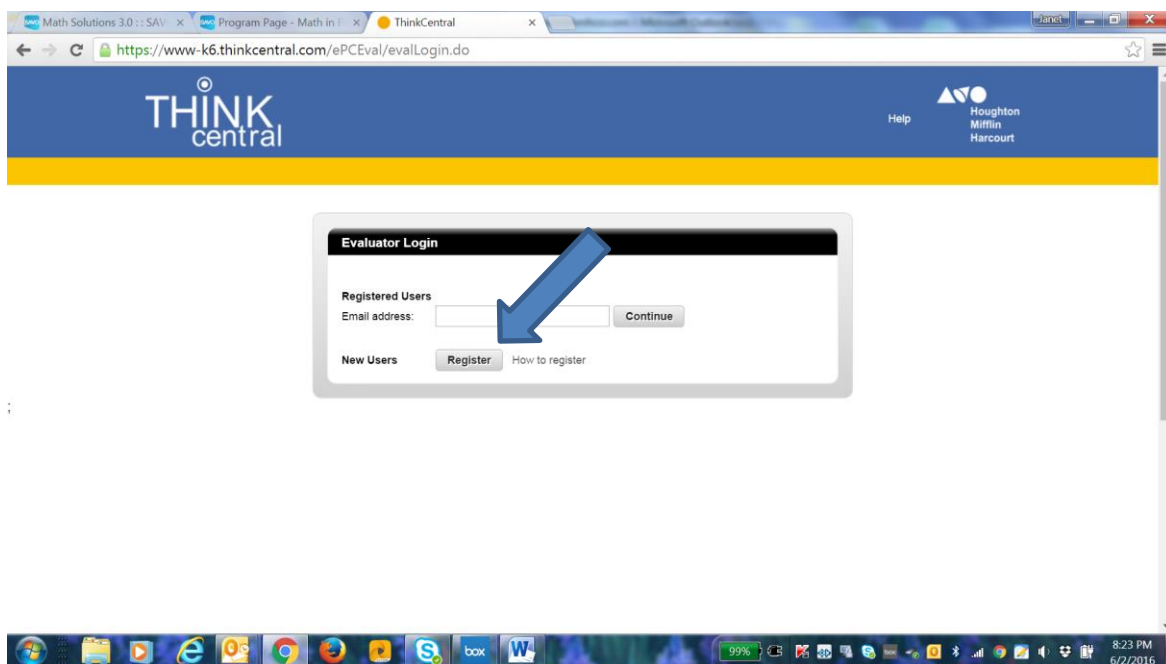 Math Solutions 3.0 : : SAV
Program Page - Math in F
ThinkCentral
Janet
https://www-k6.thinkcentral.com/ePCEval/evalLogin.do
THINK
central
Help
Houghton
Mifflin
Harcourt
Evaluator Login
Registered Users
Email address:
Continue
New Users
Register
How to register
;
box
99%
8:23 PM
6/2/2016